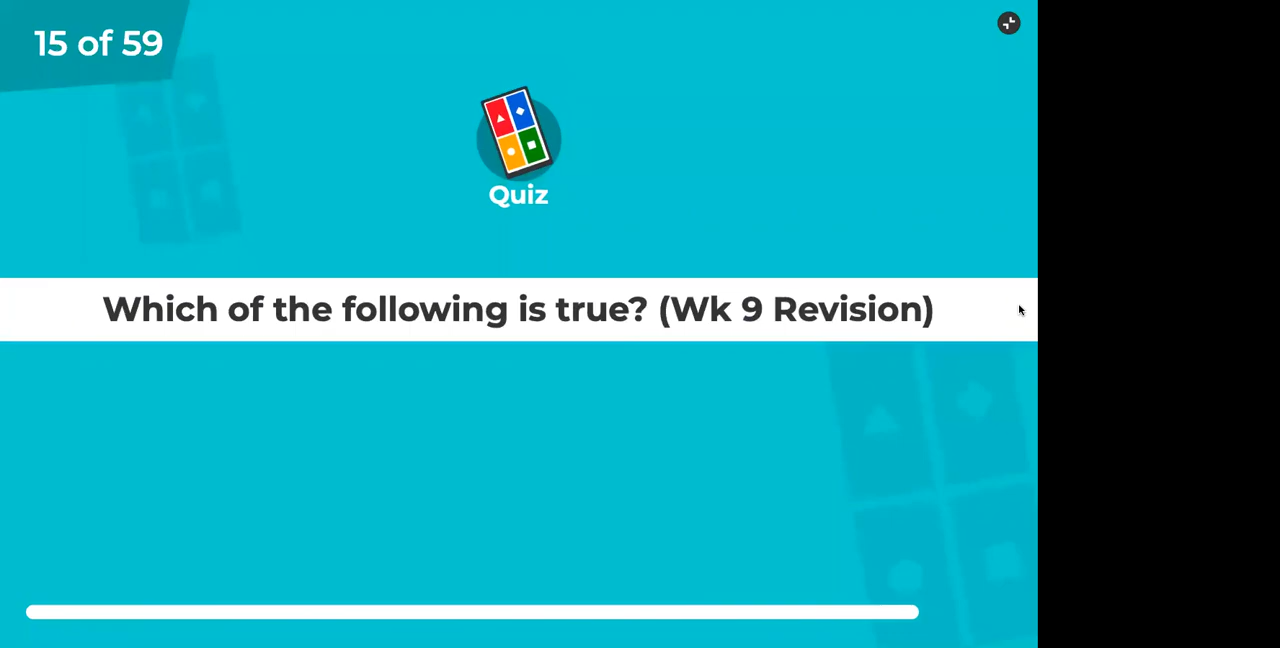 15 of 59
Quiz
Which of the following is true? (Wk 9 Revision)